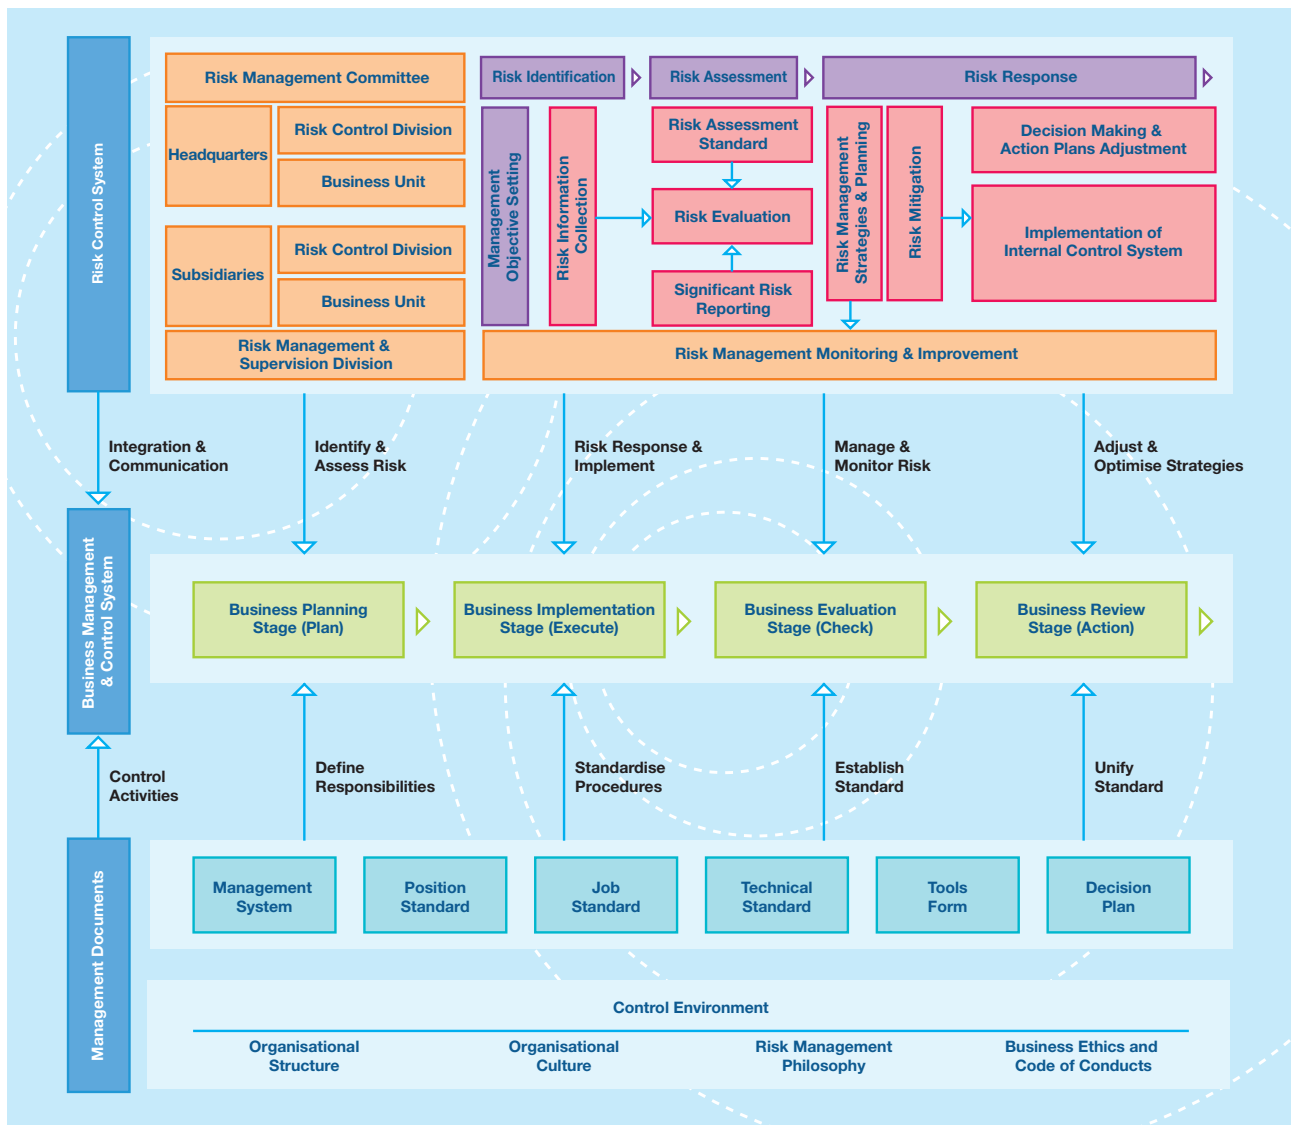 Risk Control System
Risk Management Committee
Headquarters
Risk Control Division
Business Unit
Subsidiaries
Risk Control Division
Business Unit
Risk Management &
Supervision Division
Risk Identification
Risk Assessment
Risk Response
Management
Objective Setting
Risk Information
Collection
Risk Assessment
Standard
Risk Evaluation
Significant Risk
Reporting
Risk Management
Strategies & Planning
Risk Mitigation
Decision Making &
Action Plans Adjustment
Implementation of
Internal Control System
Risk Management Monitoring & Improvement
Integration &
Communication
Identify &
Assess Risk
Risk Response &
Implement
Manage &
Monitor Risk
Adjust &
Optimise Strategies
Business Management
& Control System
Business Planning
Stage (Plan)
Business Implementation
Stage (Execute)
Business Evaluation
Stage (Check)
Business Review
Stage (Action)
Control
Activities
Define
Responsibilities
Standardise
Procedures
Establish
Standard
Unify
Standard
Management Documents
Management
System
Position
Standard
Job
Standard
Technical
Standard
Tools
Form
Decision
Plan
Control Environment
Organisational
Structure
Organisational
Culture
Risk Management
Philosophy
Business Ethics and
Code of Conducts